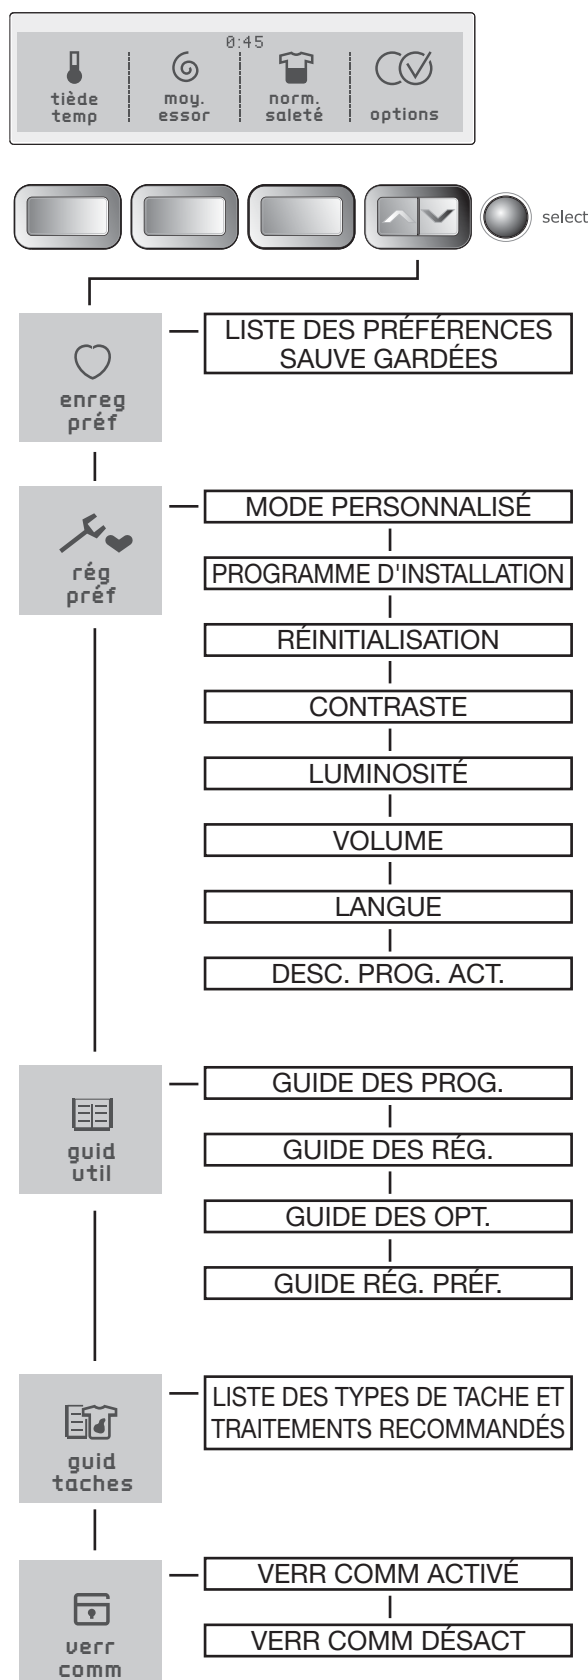 0:45
tiède temp
moy. essor
norm. saleté
options
select
enreg
préf
LISTE DES PRÉFÉRENCES
SAUVE GARDÉES
rég
préf
MODE PERSONNALISÉ
PROGRAMME D'INSTALLATION
RÉINITIALISATION
CONTRASTE
LUMINOSITÉ
VOLUME
LANGUE
DESC. PROG. ACT.
guid
util
GUIDE DES PROG.
GUIDE DES RÉG.
GUIDE DES OPT.
GUIDE RÉG. PRÉF.
guid
taches
LISTE DES TYPES DE TACHE ET
TRAITEMENTS RECOMMANDÉS
verr
comm
VERR COMM ACTIVÉ
VERR COMM DÉSACT